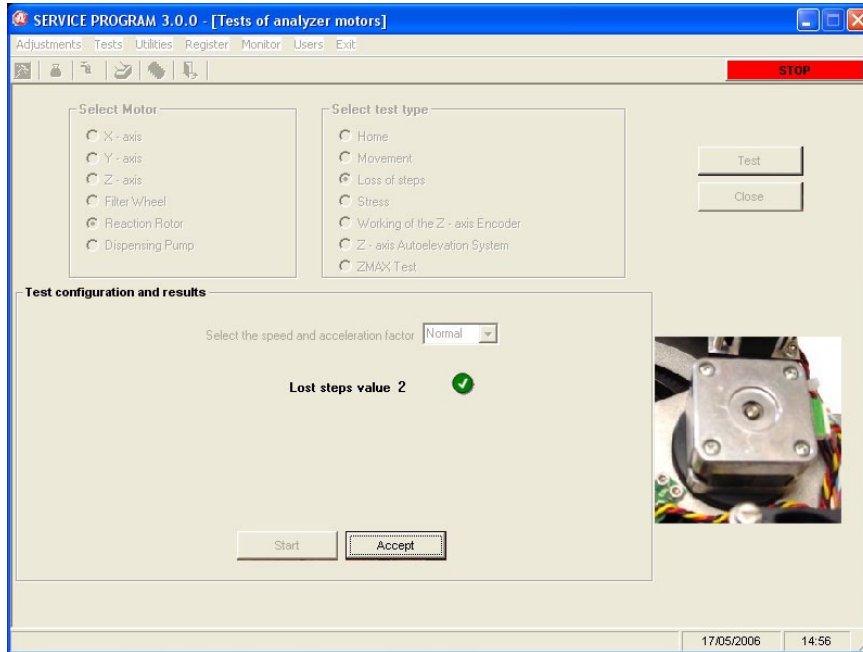 SERVICE PROGRAM 3.0.0 - [Tests of analyzer motors]
Adjustments Tests Utilities Register Monitor Users Exit
STOP
Select Motor
X - axis
Y - axis
Z - axis
Filter Wheel
Reaction Rotor
Dispensing Pump
Select test type
Home
Movement
Loss of steps
Stress
Working of the Z - axis Encoder
Z - axis Autoelevation System
ZMAX Test
Test
Close
Test configuration and results
Select the speed and acceleration factor Normal
Lost steps value 2
Start Accept
17/05/2006 14:56